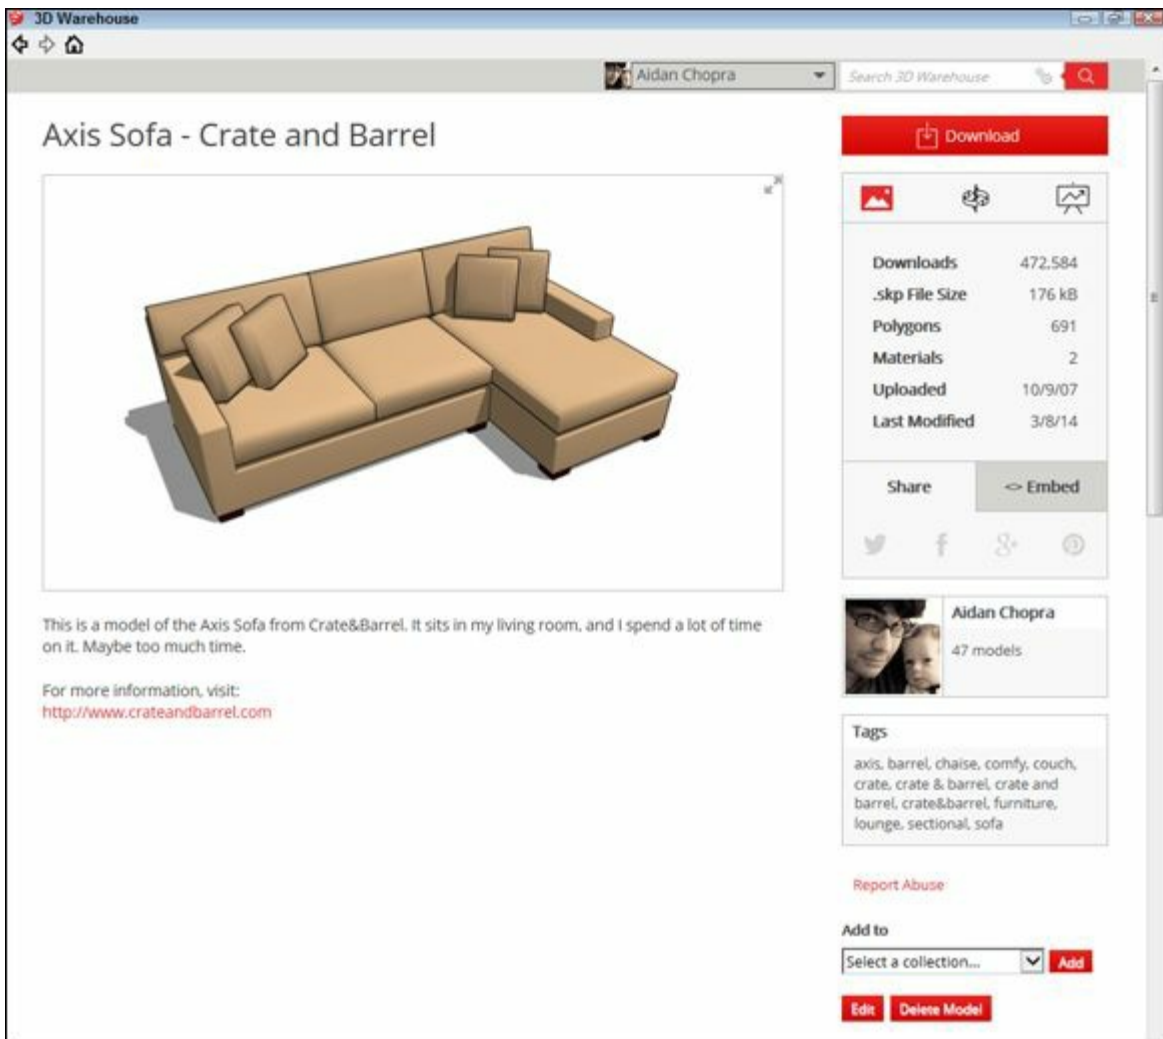 3D Warehouse
Aidan Chopra
Search 3D Warehouse
Axis Sofa - Crate and Barrel
Download
Downloads 472,584
.skp File Size 176 kB
Polygons 691
Materials 2
Uploaded 10/9/07
Last Modified 3/8/14
Share <> Embed
This is a model of the Axis Sofa from Crate&Barrel. It sits in my living room, and I spend a lot of time
on it. Maybe too much time.
For more information, visit:
http://www.crateandbarrel.com
Aidan Chopra
47 models
Tags
axis, barrel, chaise, comfy, couch,
crate, crate & barrel, crate and
barrel, crate&barrel, furniture,
lounge, sectional, sofa
Report Abuse
Add to
Select a collection... Add
Edit Delete Model